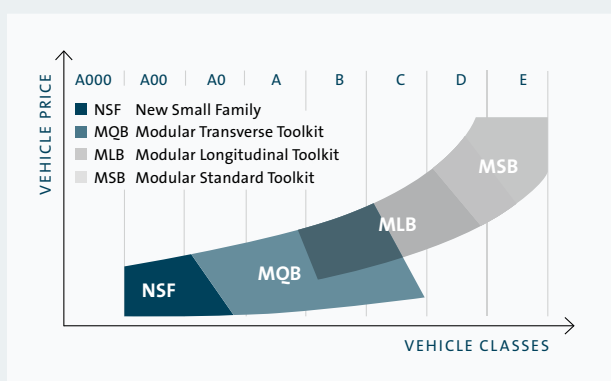 VEHICLE PRICE
A000 A00 A0 A B C D E
NSF New Small Family
MQB Modular Transverse Toolkit
MLB Modular Longitudinal Toolkit
MSB Modular Standard Toolkit
MSB
MLB
MQB
NSF
VEHICLE CLASSES